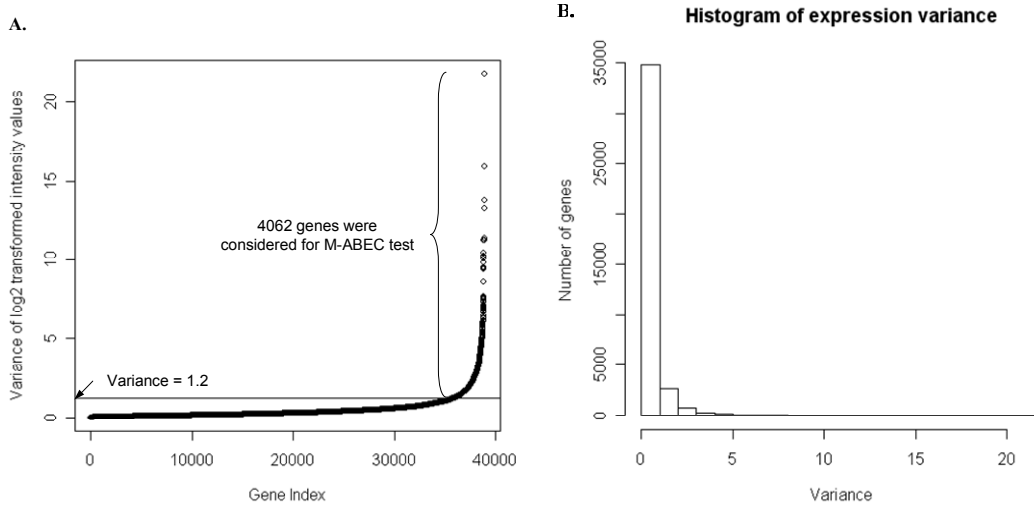 A.
Variance of log2 transformed intensity values
20
15
10
5
0
4062 genes were
considered for M-ABEC test
Variance = 1.2
0
10000
20000
30000
40000
Gene Index
B.
Histogram of expression variance
Number of genes
35000
25000
15000
5000
0
0
5
10
15
20
Variance